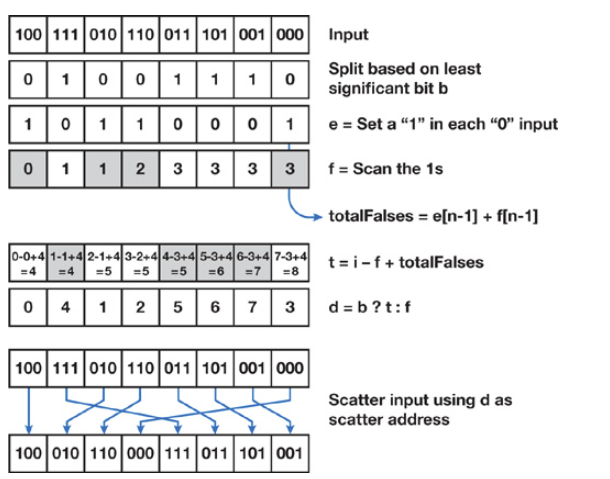 100 111 010 110 011 101 001 000 Input
0 1 0 0 1 1 1 0 Split based on least
significant bit b
1 0 1 1 0 0 0 1 e = Set a “1” in each “0” input
0 1 1 2 3 3 3 3 f = Scan the 1s
totalFalses = e[n-1] + f[n-1]
0-0+4 1-1+4 2-1+4 3-2+4 4-3+4 5-3+4 6-3+4 7-3+4 t = i – f + totalFalses
=4 =4 =5 =5 =5 =6 =7 =8
0 4 1 2 5 6 7 3 d = b ? t : f
100 111 010 110 011 101 001 000
Scatter input using d as
scatter address
100 010 110 000 111 011 101 001